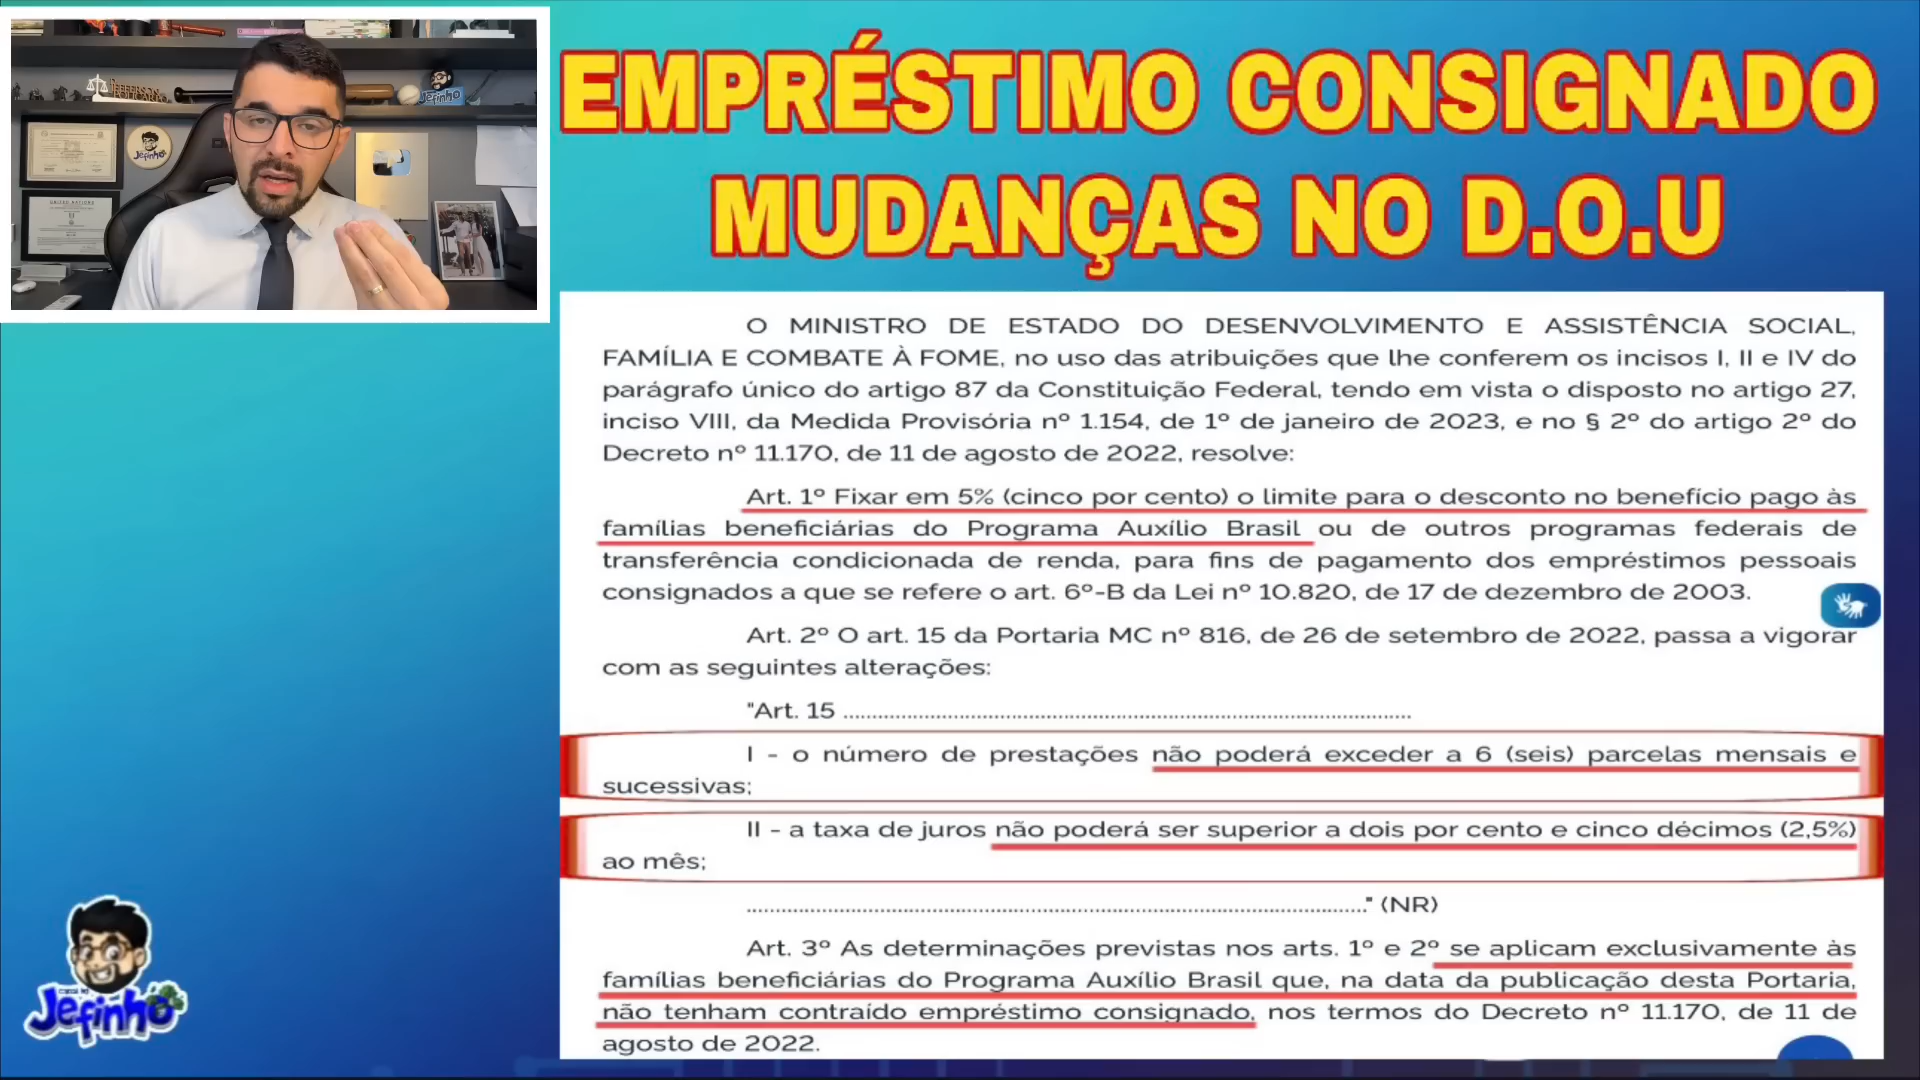 EMPRÉSTIMO CONSIGNADO
MUDANÇAS NO D.O.U
JEFFERSON
POLICARPO
Jefinho
Jefinho
UNITED NATIONS
O MINISTRO DE ESTADO DO DESENVOLVIMENTO E ASSISTÊNCIA SOCIAL,
FAMÍLIA E COMBATE À FOME, no uso das atribuições que lhe conferem os incisos I, II e IV do
parágrafo único do artigo 87 da Constituição Federal, tendo em vista o disposto no artigo 27,
inciso VIII, da Medida Provisória nº 1.154, de 1º de janeiro de 2023, e no § 2º do artigo 2º do
Decreto nº 11.170, de 11 de agosto de 2022, resolve:
Art. 1º Fixar em 5% (cinco por cento) o limite para o desconto no benefício pago às
famílias beneficiárias do Programa Auxílio Brasil ou de outros programas federais de
transferência condicionada de renda, para fins de pagamento dos empréstimos pessoais
consignados a que se refere o art. 6º-B da Lei nº 10.820, de 17 de dezembro de 2003.
Art. 2º O art. 15 da Portaria MC nº 816, de 26 de setembro de 2022, passa a vigorar
com as seguintes alterações:
"Art. 15 ....................................................................................................
I - o número de prestações não poderá exceder a 6 (seis) parcelas mensais e
sucessivas;
II - a taxa de juros não poderá ser superior a dois por cento e cinco décimos (2,5%)
ao mês;
.............................................................................................................." (NR)
Art. 3º As determinações previstas nos arts. 1º e 2º se aplicam exclusivamente às
famílias beneficiárias do Programa Auxílio Brasil que, na data da publicação desta Portaria,
não tenham contraído empréstimo consignado, nos termos do Decreto nº 11.170, de 11 de
agosto de 2022.
Jefinho